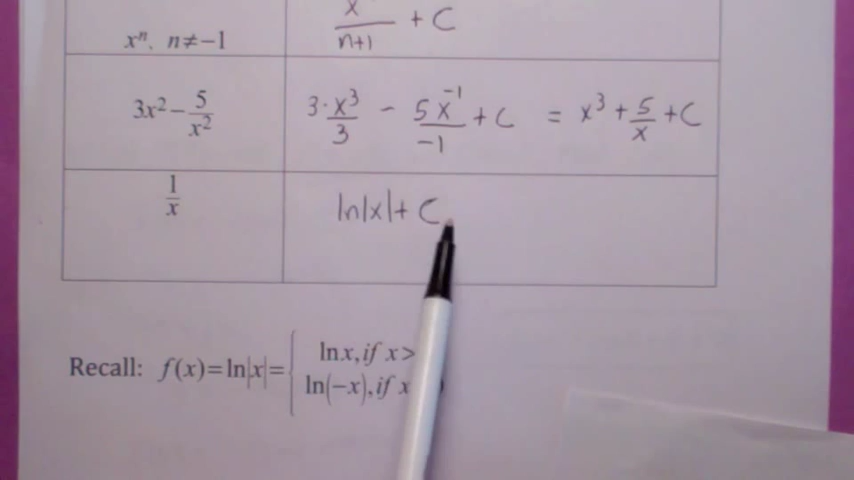 xⁿ, n≠−1 x/(n+1) + C
3x²−5/x² 3·x³/3 − 5x⁻¹/−1 + C = x³ + 5/x + C
1/x ln|x| + C
Recall: f(x)=ln|x|={
ln x, if x>
ln(−x), if x